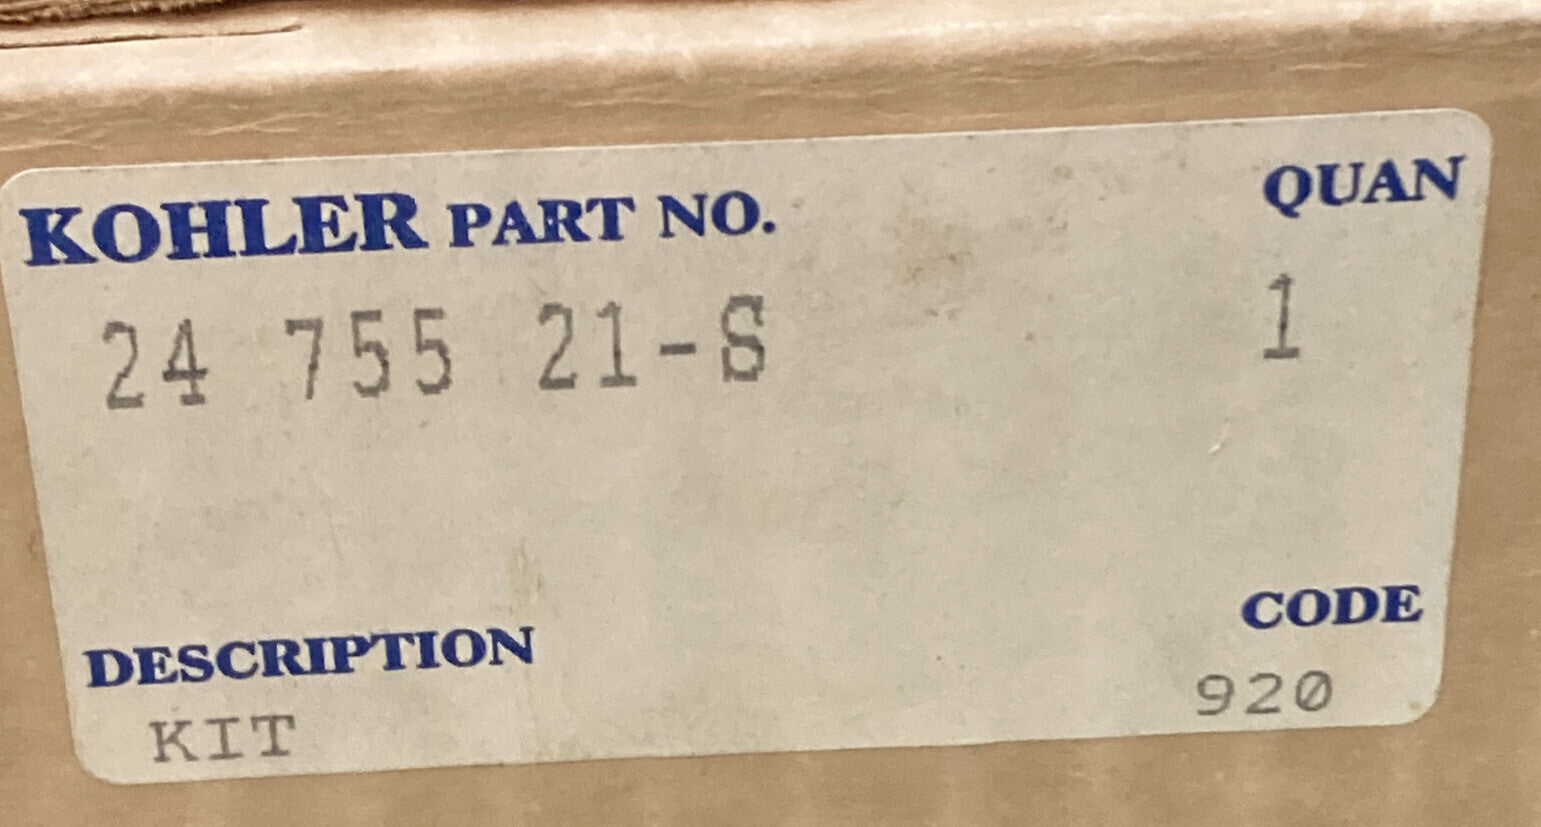 KOHLER PART NO. QUAN
24 755 21-S 1
DESCRIPTION CODE
KIT 920